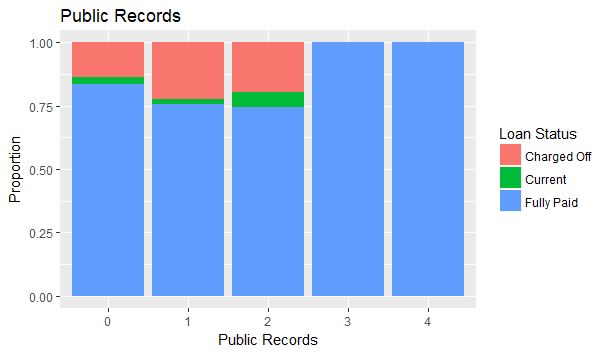 Public Records
1.00
0.75
0.50
0.25
0.00
Proportion
0 1 2 3 4
Public Records
Loan Status
Charged Off
Current
Fully Paid